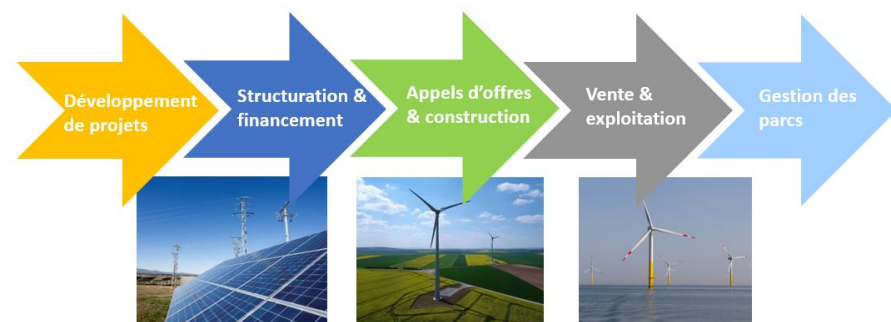 Développement
de projets
Structuration &
financement
Appels d'offres
& construction
Vente &
exploitation
Gestion des
parcs